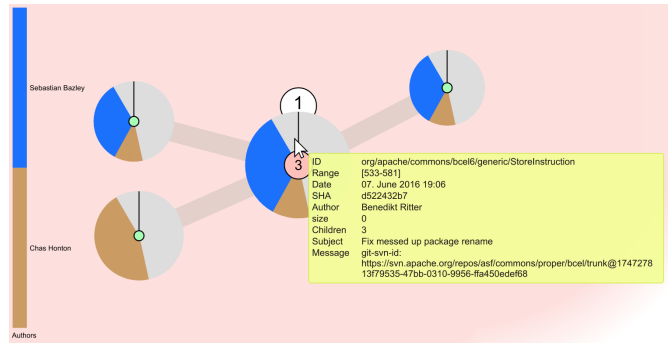 Sebastian Bazley
1
3
ID org/apache/commons/bcel6/generic/StoreInstruction
Range [533-581]
Date 07. June 2016 19:06
SHA d522432b7
Author Benedikt Ritter
size 0
Children 3
Subject Fix messed up package rename
Message git-svn-id:
https://svn.apache.org/repos/asf/commons/proper/bcel/trunk@1747278
13f79535-47bb-0310-9956-ffa450edef68
Chas Honton
Authors